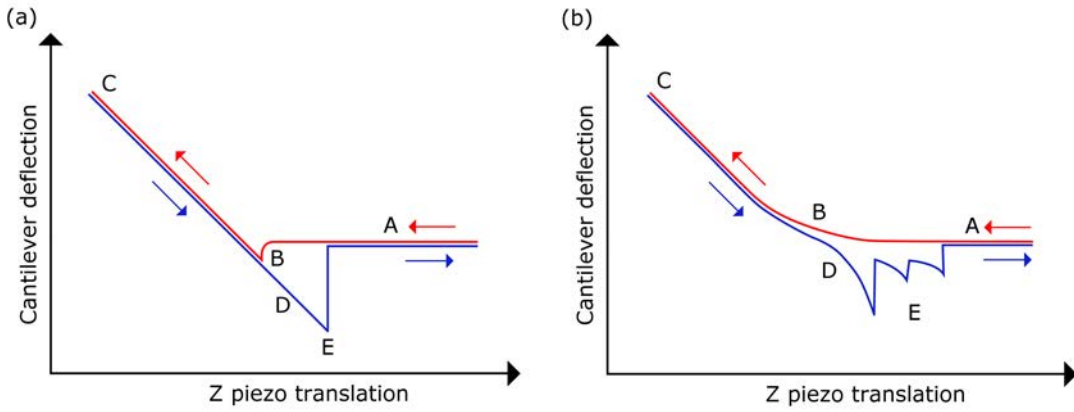 (a)
Cantilever deflection
C
A
B
D
E
Z piezo translation
(b)
Cantilever deflection
C
B
A
D
E
Z piezo translation